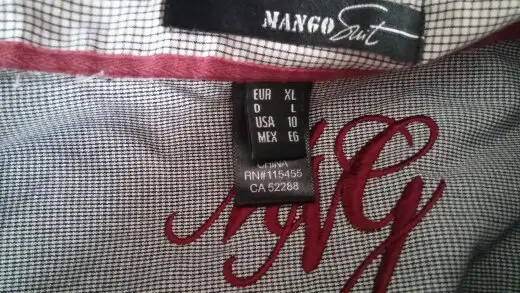 MANGO Suit
EUR XL
D L
USA 10
MEX EG
CHINA
RN#115455
CA 52288
MNG